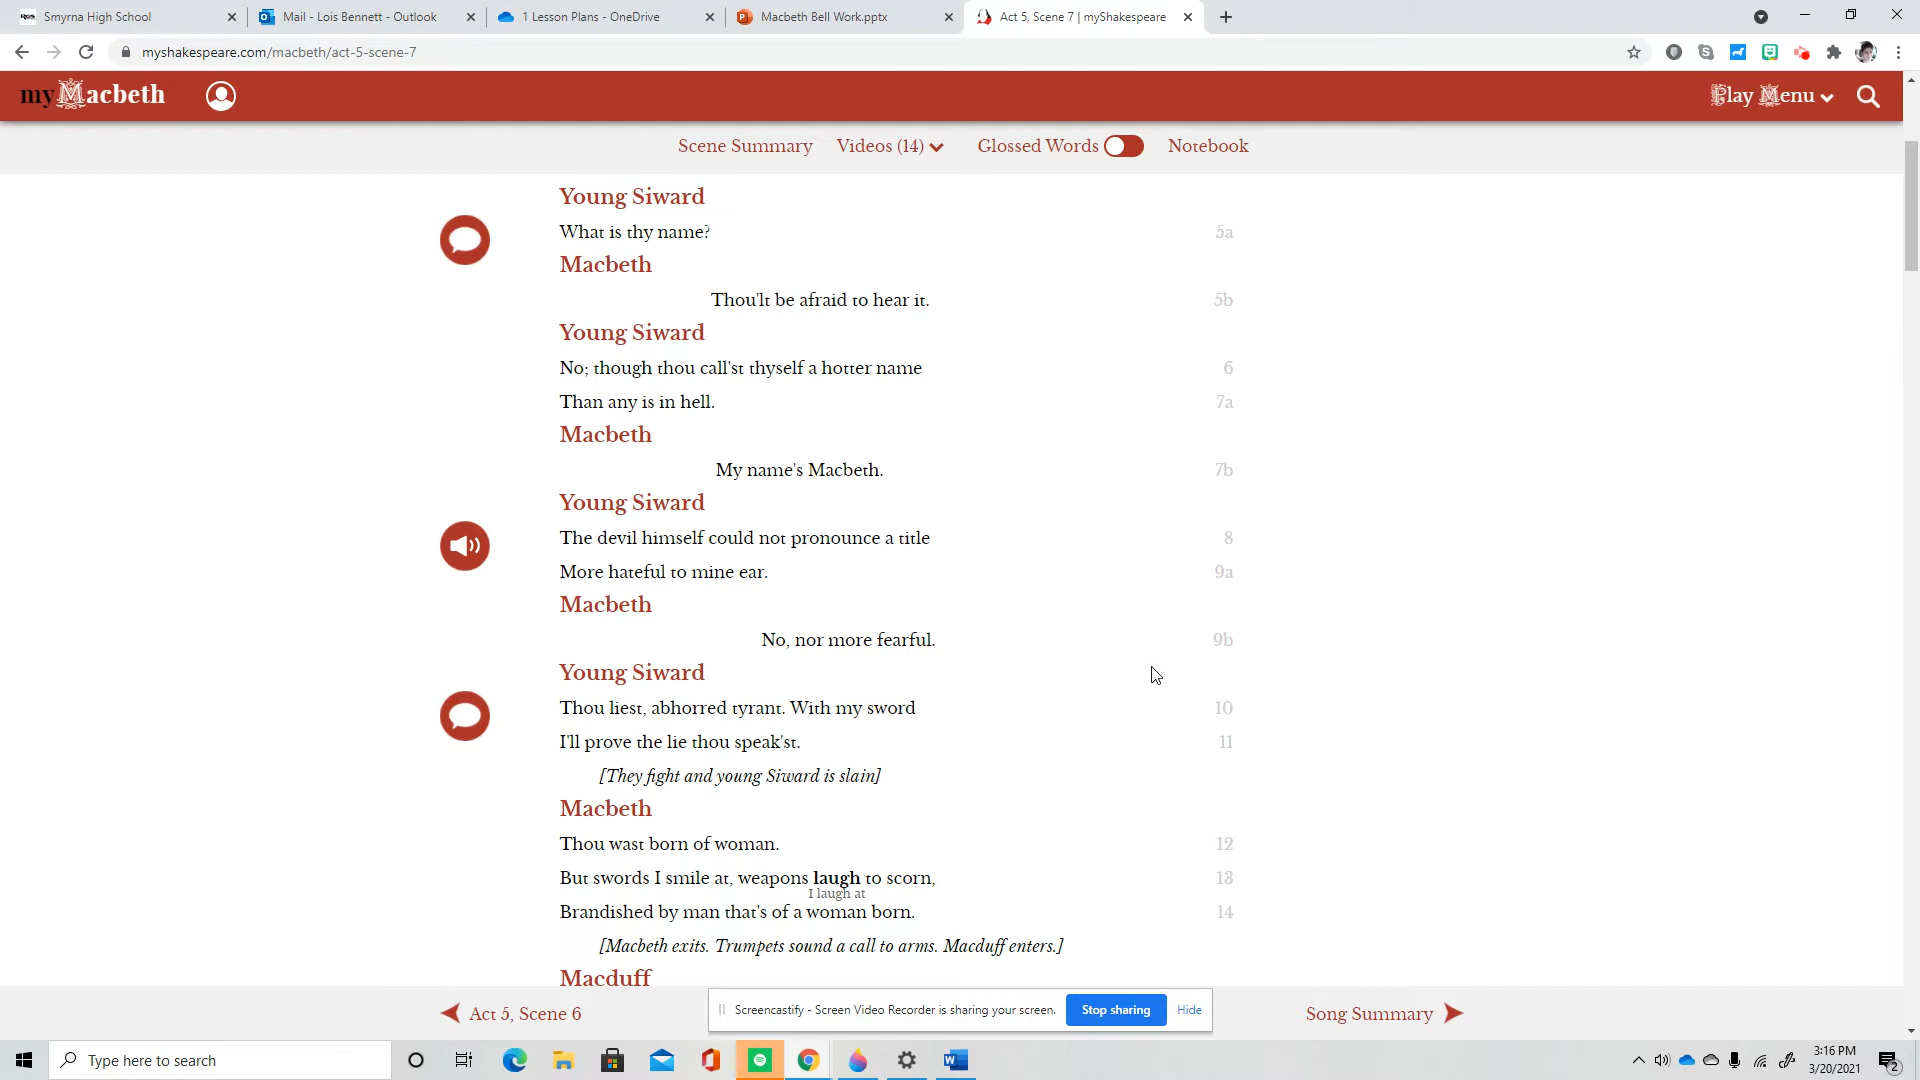 Smyrna High School
Mail - Lois Bennett - Outlook
1 Lesson Plans - OneDrive
Macbeth Bell Work.pptx
Act 5, Scene 7 | myShakespeare
myshakespeare.com/macbeth/act-5-scene-7
myMacbeth
Play Menu
Scene Summary
Videos (14)
Glossed Words
Notebook
Young Siward
What is thy name? 5a
Macbeth
Thou'lt be afraid to hear it. 5b
Young Siward
No; though thou call'st thyself a hotter name 6
Than any is in hell. 7a
Macbeth
My name's Macbeth. 7b
Young Siward
The devil himself could not pronounce a title 8
More hateful to mine ear. 9a
Macbeth
No, nor more fearful. 9b
Young Siward
Thou liest, abhorred tyrant. With my sword 10
I'll prove the lie thou speak'st. 11
[They fight and young Siward is slain]
Macbeth
Thou wast born of woman. 12
But swords I smile at, weapons laugh to scorn, 13
I laugh at
Brandished by man that's of a woman born. 14
[Macbeth exits. Trumpets sound a call to arms. Macduff enters.]
Macduff
Act 5, Scene 6
Screencastify - Screen Video Recorder is sharing your screen.
Stop sharing
Hide
Song Summary
Type here to search
3:16 PM
3/20/2021
2